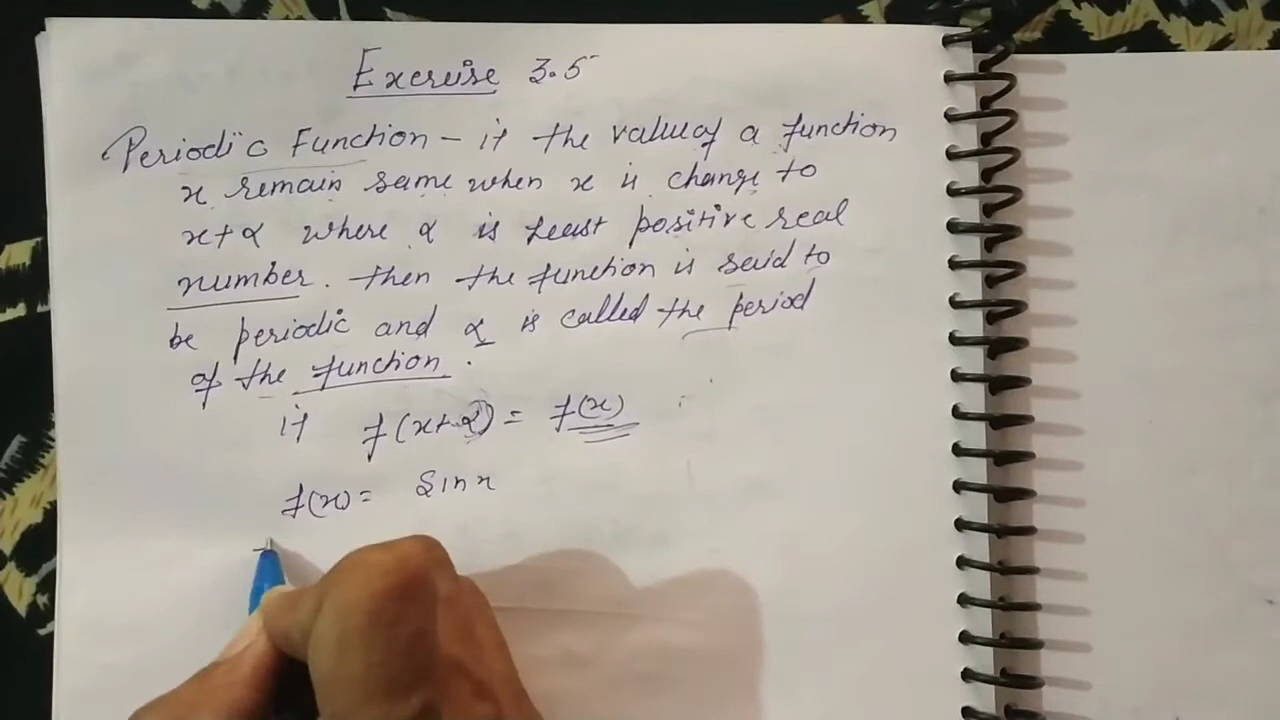 Exercise 3.5
Periodic Function - if the value of a function
x remain same when x is change to
x+α where α is least positive real
number. then the function is said to
be periodic and α is called the period
of the function.
if f(x+α) = f(x)
f(x) = Sin x